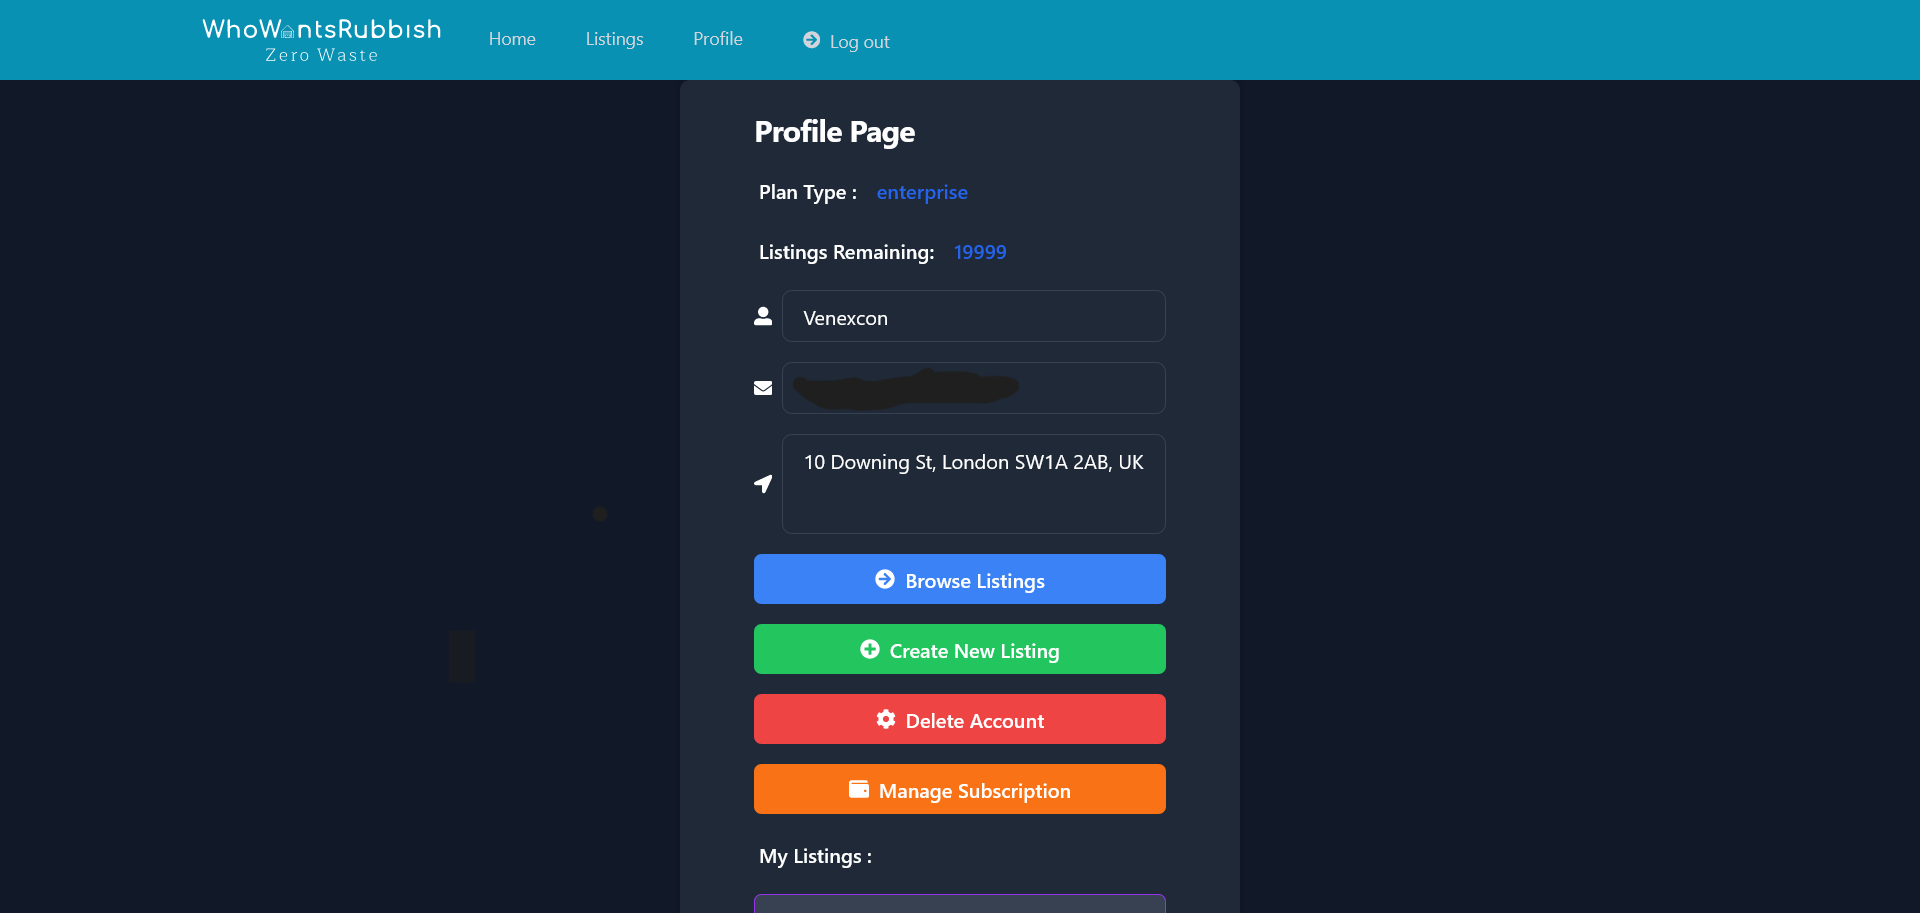 WhoWantsRubbish
Zero Waste
Home
Listings
Profile
Log out
Profile Page
Plan Type : enterprise
Listings Remaining: 19999
Venexcon
10 Downing St, London SW1A 2AB, UK
Browse Listings
Create New Listing
Delete Account
Manage Subscription
My Listings :